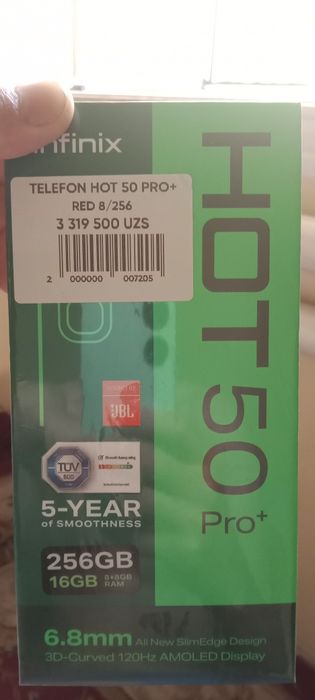 infinix
TELEFON HOT 50 PRO+
RED 8/256
3 319 500 UZS
2 000000 007205
HOT 50
Pro+
JBL
TÜV
SÜD
5-YEAR
OF SMOOTHNESS
256GB
16GB 8+8GB
RAM
6.8mm All New SlimEdge Design
3D-Curved 120Hz AMOLED Display